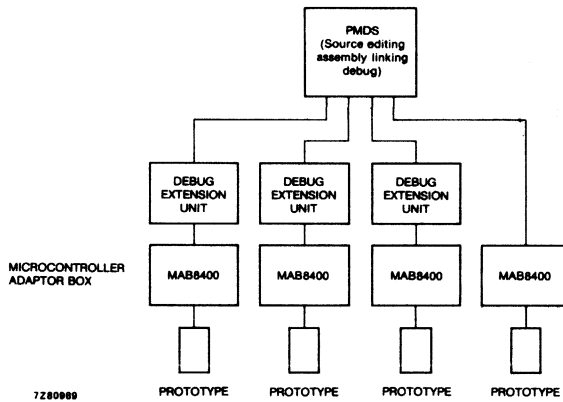 PMDS
(Source editing
assembly linking
debug)
DEBUG
EXTENSION
UNIT
DEBUG
EXTENSION
UNIT
DEBUG
EXTENSION
UNIT
MICROCONTROLLER
ADAPTOR BOX
MAB8400
MAB8400
MAB8400
MAB8400
7Z80989
PROTOTYPE
PROTOTYPE
PROTOTYPE
PROTOTYPE